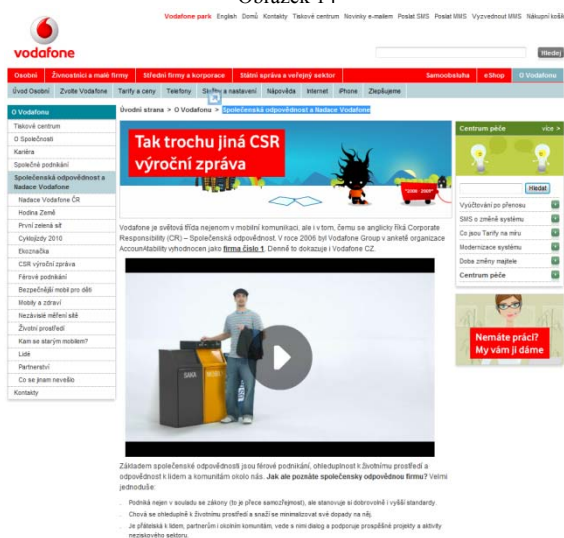 Obrázek 14
Vodafone park English Domů Kontakty Tiskové centrum Novinky e-mailem Poslat SMS Poslat MMS Vyzvednout MMS Nákupní košík
vodafone
Hledej
Osobní Živnostníci a malé firmy Střední firmy a korporace Státní správa a veřejný sektor Samoobsluha eShop O Vodafonu
Úvod Osobní Zvolte Vodafone Tarify a ceny Telefony Služby a nastavení Nápověda Internet iPhone Zlepšujeme
O Vodafonu
Tiskové centrum
O Společnosti
Kariéra
Společné podnikání
Společenská odpovědnost a
Nadace Vodafone
Nadace Vodafone ČR
Hodina Země
První zelená síť
Cyklojízdy 2010
Ekoznačka
CSR výroční zpráva
Férové podnikání
Bezpečnější mobil pro děti
Mobily a zdraví
Nezávislé měření sítě
Životní prostředí
Kam se starým mobilem?
Lidé
Partnerství
Co se jinam nevešlo
Kontakty
Úvodní strana > O Vodafonu > Společenská odpovědnost a Nadace Vodafone
Tak trochu jiná CSR
výroční zpráva
"2008 - 2009"
Vodafone je světová třída nejenom v mobilní komunikaci, ale i v tom, čemu se anglicky říká Corporate
Responsibility (CR) – Společenská odpovědnost. V roce 2006 byl Vodafone Group v anketě organizace
AccounAtability vyhodnocen jako firma číslo 1. Denně to dokazuje i Vodafone CZ.
Základem společenské odpovědnosti jsou férové podnikání, ohleduplnost k životnímu prostředí a
odpovědnost k lidem a komunitám okolo nás. Jak ale poznáte společensky odpovědnou firmu? Velmi
jednoduše:
Podniká nejen v souladu se zákony (to je přece samozřejmost), ale stanovuje si dobrovolně i vyšší standardy.
Chová se ohleduplně k životnímu prostředí a snaží se minimalizovat své dopady na něj.
Je přátelská k lidem, partnerům i okolním komunitám, vede s nimi dialog a podporuje prospěšné projekty a aktivity
neziskového sektoru.
Centrum péče více >
Hledat
Vyúčtování po přenosu
SMS o změně systému
Co jsou Tarify na míru
Modernizace systému
Doba změny majitele
Centrum péče
Nemáte práci?
My vám ji dáme